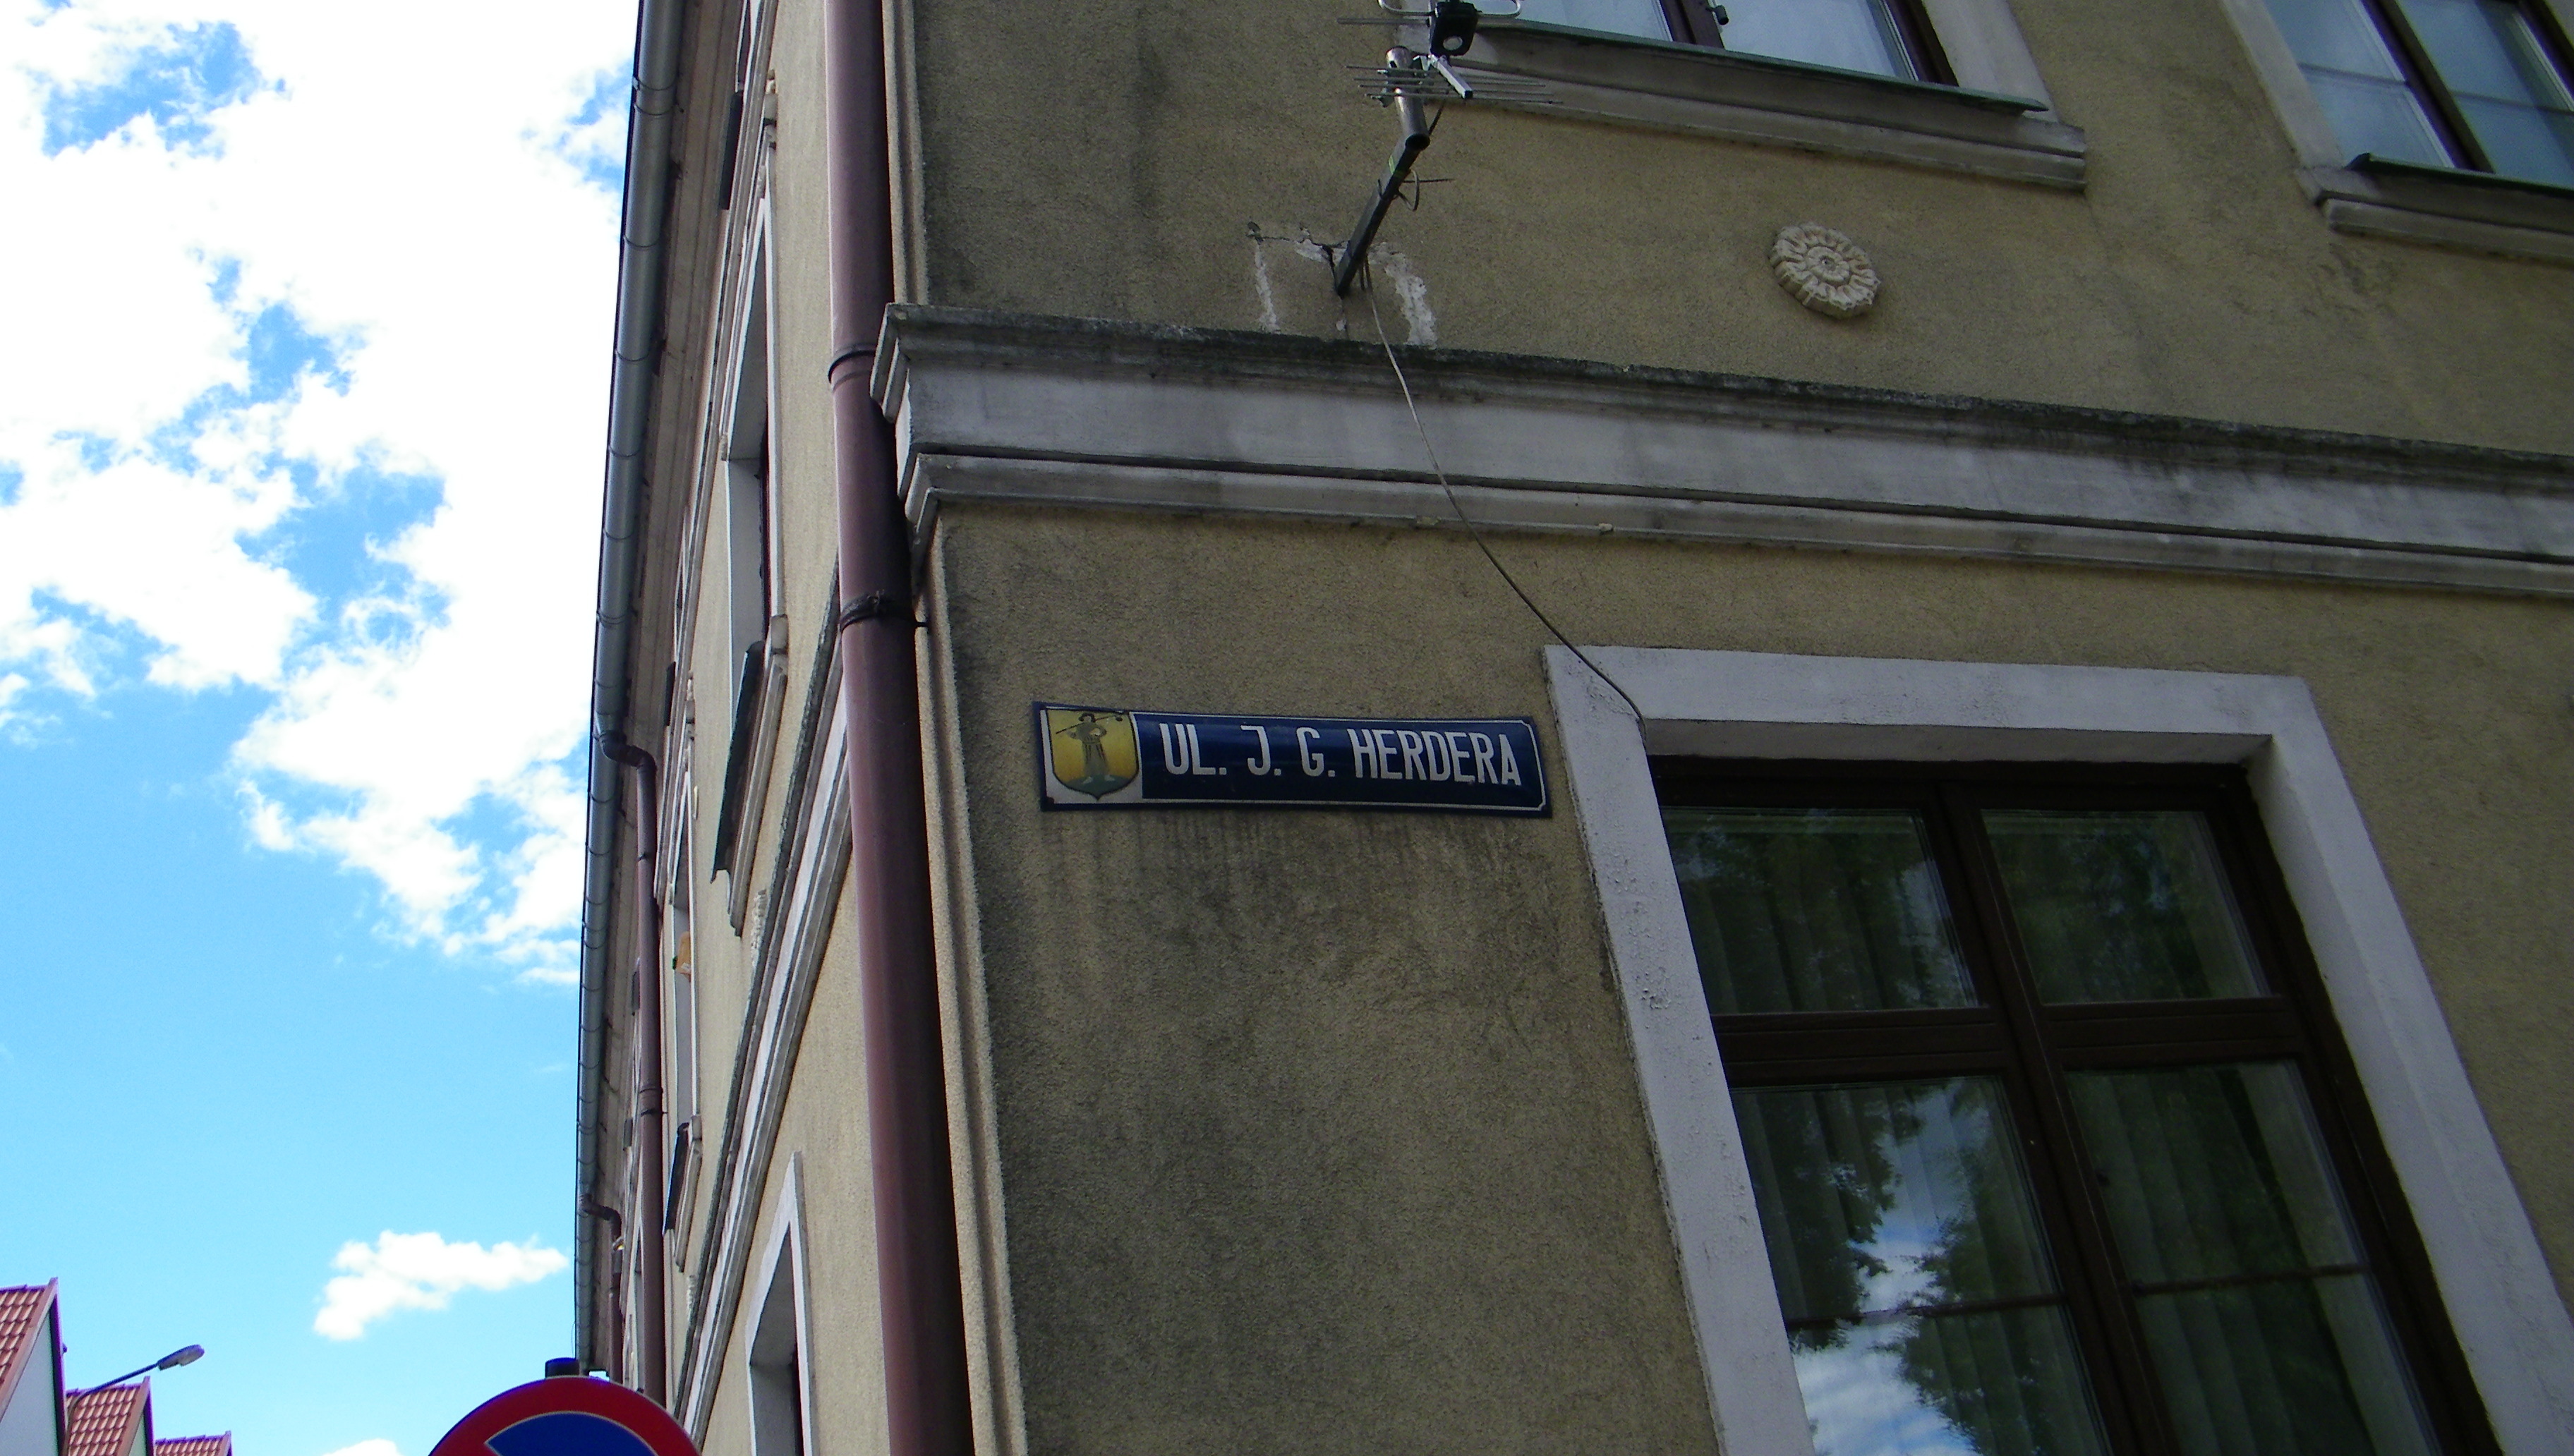 UL. J. G. HERDERA